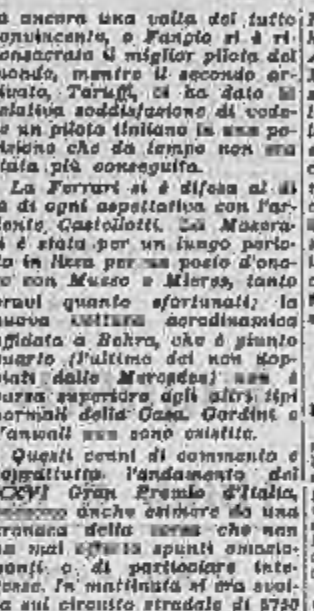 ancora una volta del tutto
convincente, e Fangio si è ri-
consacrato il miglior pilota del
mondo, mentre il secondo ar-
rivato, Taruffi, ci ha dato la
relativa soddisfazione di vede-
re un pilota italiano in una po-
sizione che da tempo non era
stata più conseguita.
La Ferrari si è difesa al di
là di ogni aspettativa con l'ar-
dente Castellotti. La Masera-
ti è stata per un lungo perio-
do in lizza per un posto d'ono-
re con Musso e Mieres, tanto
bravi quanto sfortunati; la
nuova vettura aerodinamica
affidata a Behra, che è giunto
quarto (l'ultimo dei non dop-
piati dalle Mercedes) non è
parsa superiore agli altri tipi
normali della Casa. Gordini e
Vanwall non sono esistite.
Questi cenni di commento e
soprattutto l'andamento del
XXVI Gran Premio d'Italia,
anche esimere da una
cronaca della corsa che non
ha mai offerto spunti emozio-
nanti o di particolare inte-
resse. In mattinata si era svol-
ta sul circuito stradale di 5750